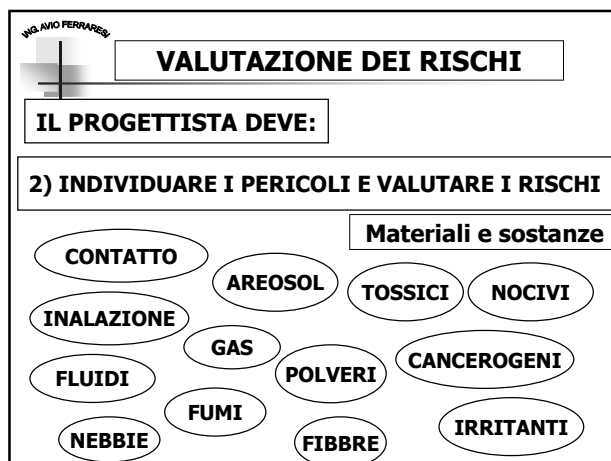 ING. AVIO FERRARESI
VALUTAZIONE DEI RISCHI
IL PROGETTISTA DEVE:
2) INDIVIDUARE I PERICOLI E VALUTARE I RISCHI
Materiali e sostanze
CONTATTO
AREOSOL
TOSSICI
NOCIVI
INALAZIONE
GAS
CANCEROGENI
FLUIDI
POLVERI
FUMI
IRRITANTI
NEBBIE
FIBBRE